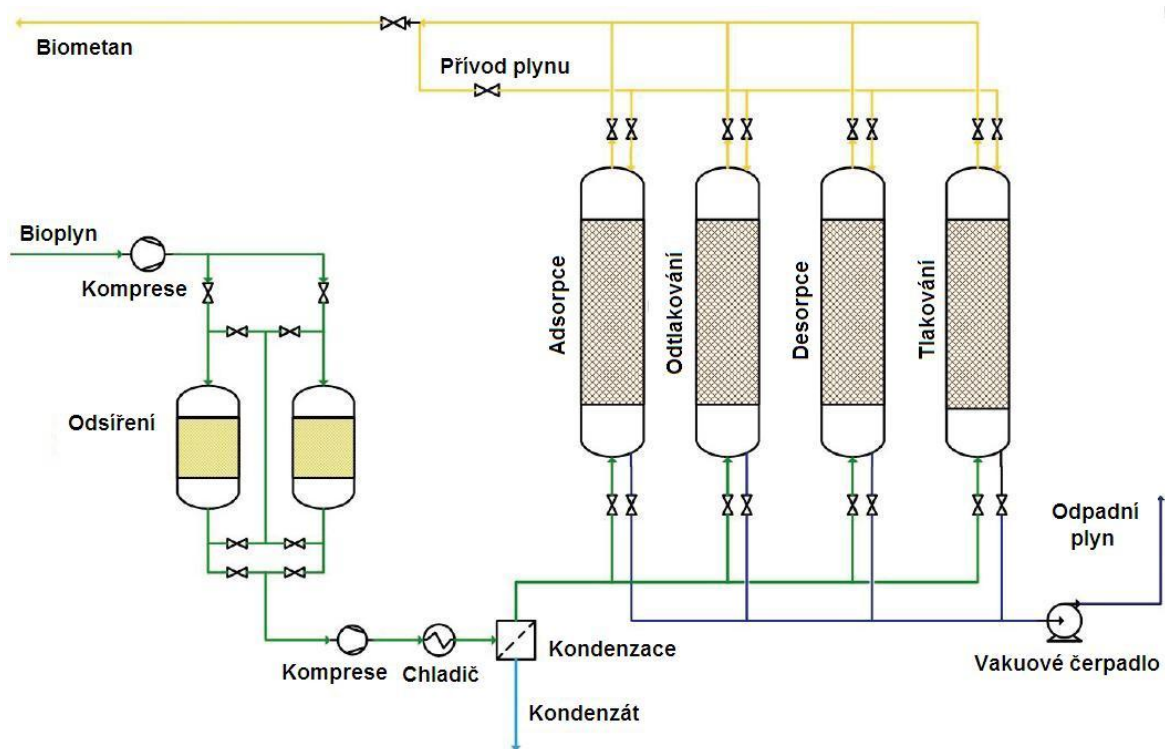 Biometan
Přívod plynu
Bioplyn
Komprese
Adsorpce
Odtlakování
Desorpce
Tlakování
Odsíření
Odpadní
plyn
Komprese
Chladič
Kondenzace
Vakuové čerpadlo
Kondenzát